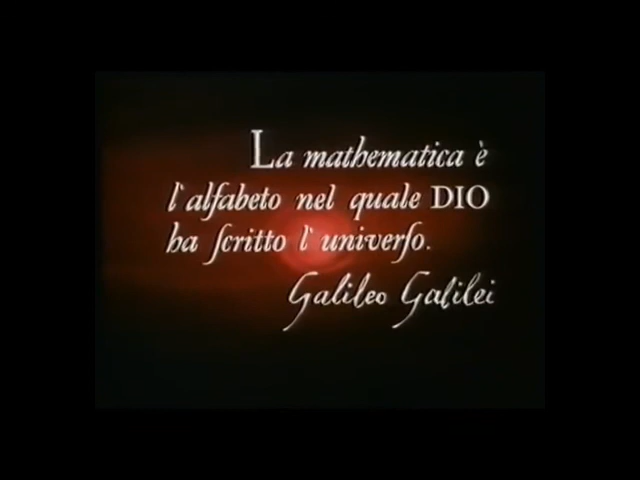 La mathematica è
l'alfabeto nel quale DIO
ha ſcritto l' univerſo.
Galileo Galilei